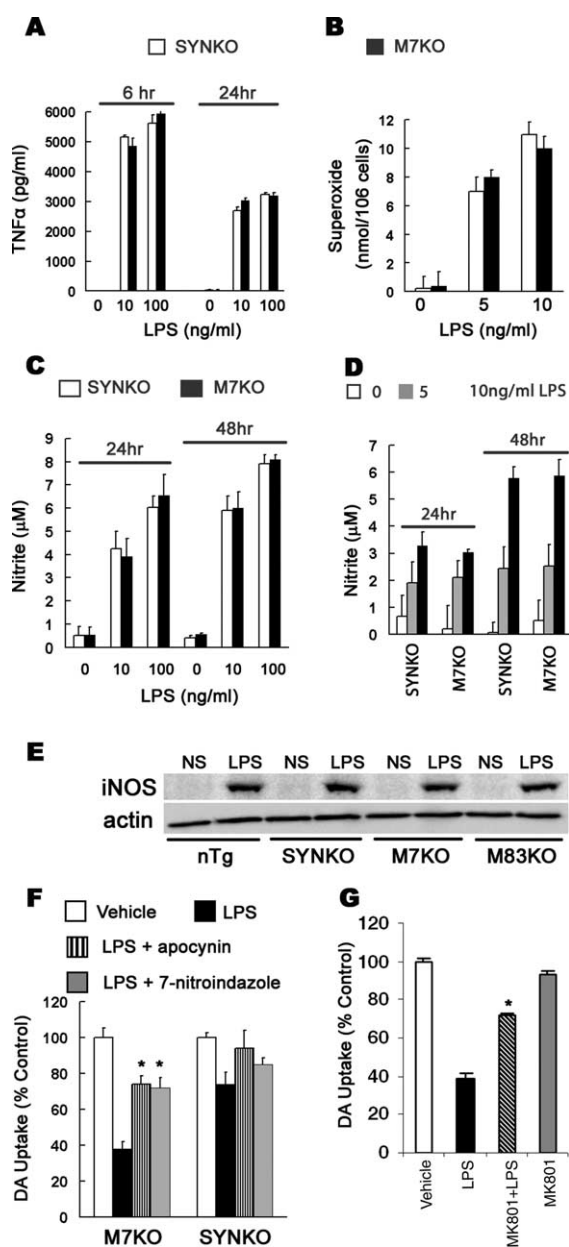 A
B
SYNKO M7KO
6 hr 24hr
TNFα (pg/ml)
6000
5000
4000
3000
2000
1000
0
0 10 100 0 10 100
LPS (ng/ml)
Superoxide
(nmol/106 cells)
12
10
8
6
4
2
0
0 5 10
LPS (ng/ml)
C
SYNKO M7KO
24hr 48hr
Nitrite (µM)
9
8
7
6
5
4
3
2
1
0
0 10 100 0 10 100
LPS (ng/ml)
D
0 5 10ng/ml LPS
48hr
24hr
Nitrite (µM)
7
6
5
4
3
2
1
0
SYNKO M7KO SYNKO M7KO
E
NS LPS NS LPS NS LPS NS LPS
iNOS
actin
nTg SYNKO M7KO M83KO
F
Vehicle LPS
LPS + apocynin
LPS + 7-nitroindazole
DA Uptake (% Control)
120
100
80
60
40
20
0
* *
M7KO SYNKO
G
DA Uptake (% Control)
120
100
80
60
40
20
0
*
Vehicle LPS MK801+LPS MK801